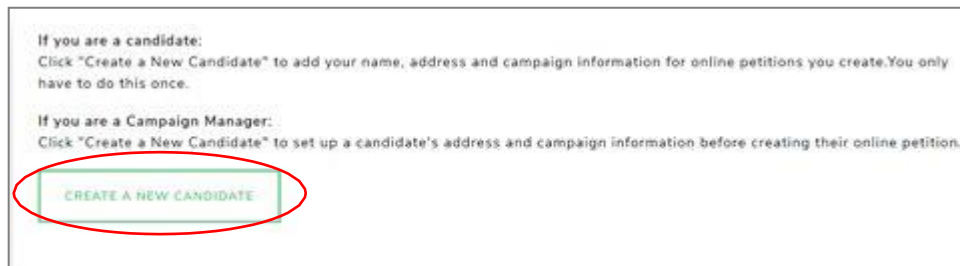 If you are a candidate:
Click "Create a New Candidate" to add your name, address and campaign information for online petitions you create.You only
have to do this once.
If you are a Campaign Manager:
Click "Create a New Candidate" to set up a candidate's address and campaign information before creating their online petition.
CREATE A NEW CANDIDATE